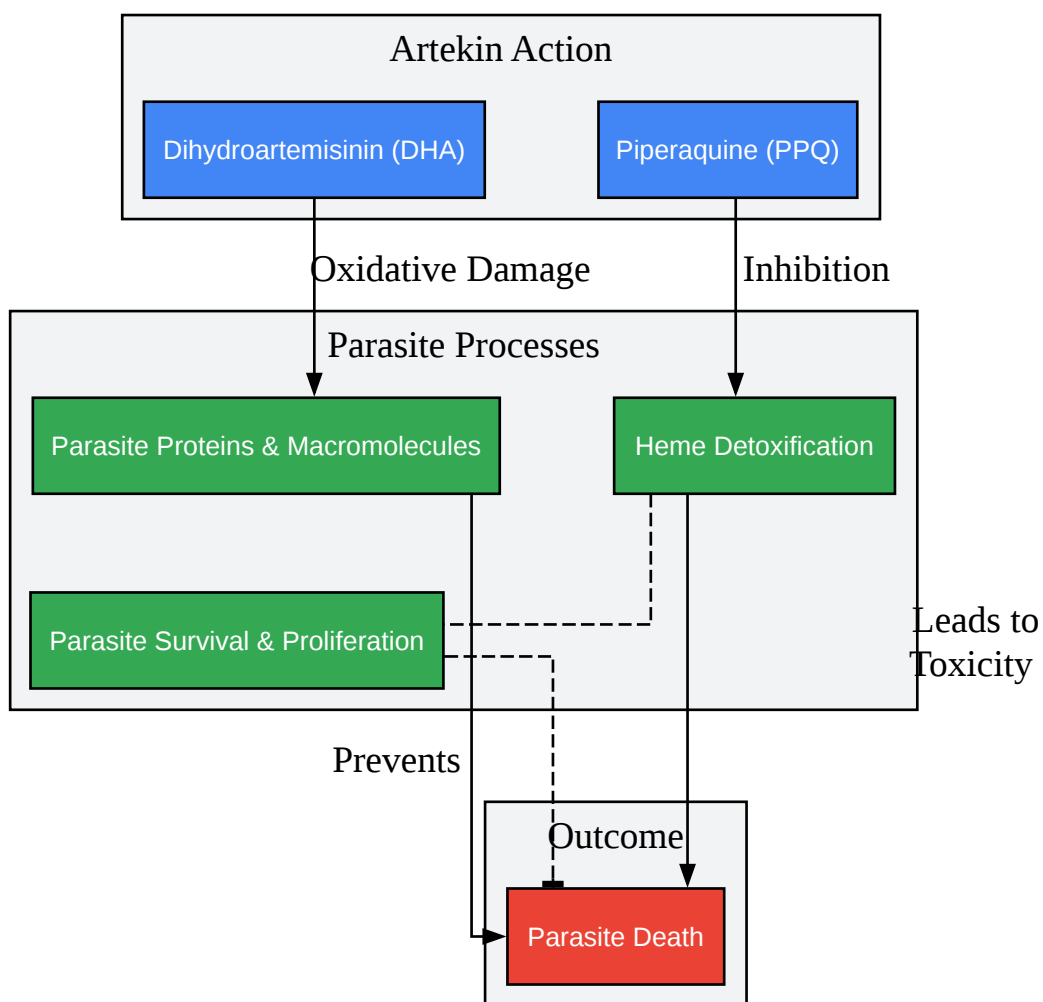 Artekin Action
Dihydroartemisinin (DHA)
Piperaquine (PPQ)
Oxidative Damage
Inhibition
Parasite Processes
Parasite Proteins & Macromolecules
Heme Detoxification
Parasite Survival & Proliferation
Leads to
Toxicity
Prevents
Outcome
Parasite Death